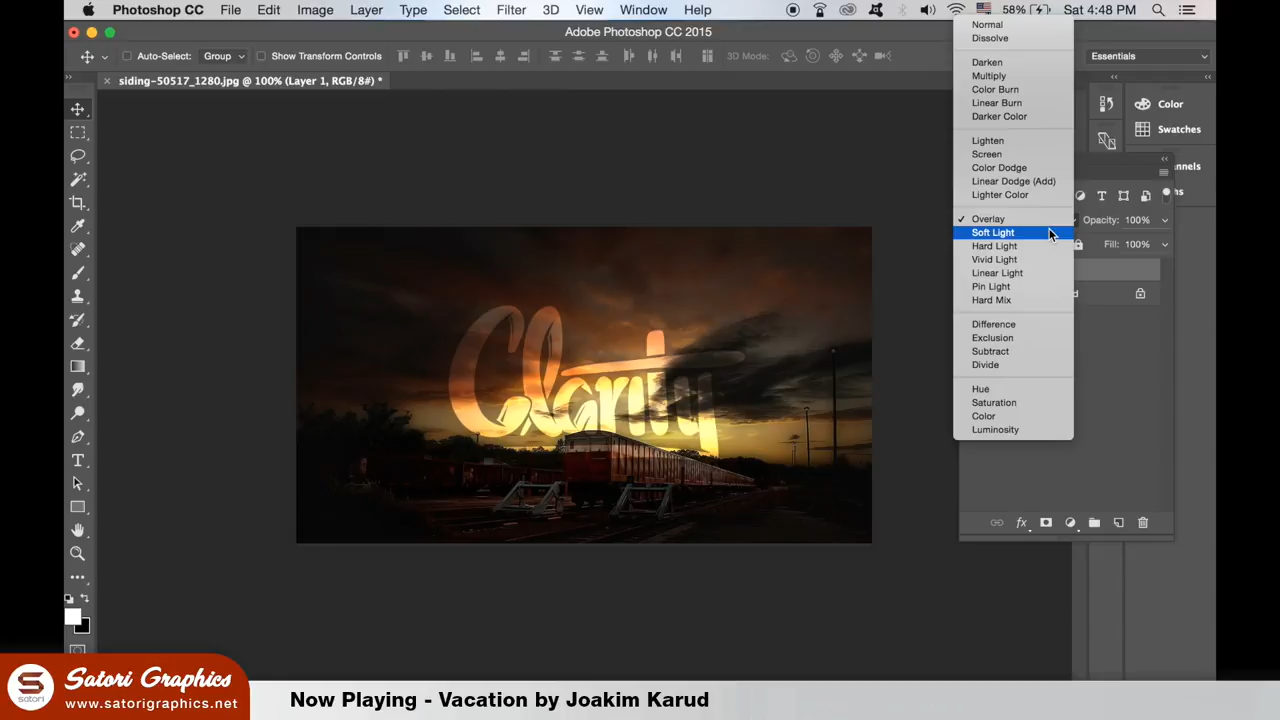 Photoshop CC File Edit Image Layer Type Select Filter 3D View Window Help 58% Sat 4:48 PM
Adobe Photoshop CC 2015
Auto-Select: Group Show Transform Controls 3D Mode: Essentials
× siding-50517_1280.jpg @ 100% (Layer 1, RGB/8#) *
Normal
Dissolve
Darken
Multiply
Color Burn
Linear Burn
Darker Color
Lighten
Screen
Color Dodge
Linear Dodge (Add)
Lighter Color
✓ Overlay
Soft Light
Hard Light
Vivid Light
Linear Light
Pin Light
Hard Mix
Difference
Exclusion
Subtract
Divide
Hue
Saturation
Color
Luminosity
Color
Swatches
Opacity: 100%
Fill: 100%
Clarity
Satori Graphics
satori
www.satorigraphics.net
Now Playing - Vacation by Joakim Karud